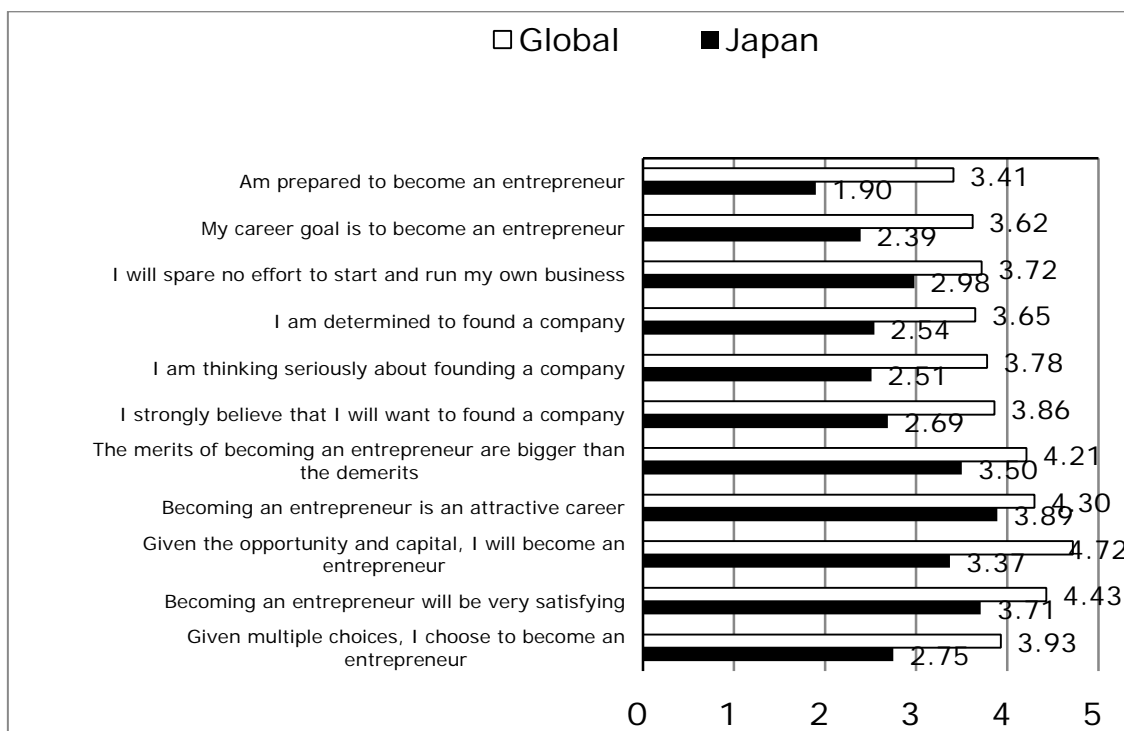 Global Japan
Am prepared to become an entrepreneur
3.41
1.90
My career goal is to become an entrepreneur
3.62
2.39
I will spare no effort to start and run my own business
3.72
2.98
I am determined to found a company
3.65
2.54
I am thinking seriously about founding a company
3.78
2.51
I strongly believe that I will want to found a company
3.86
2.69
The merits of becoming an entrepreneur are bigger than
the demerits
4.21
3.50
Becoming an entrepreneur is an attractive career
4.30
3.89
Given the opportunity and capital, I will become an
entrepreneur
4.72
3.37
Becoming an entrepreneur will be very satisfying
4.43
3.71
Given multiple choices, I choose to become an
entrepreneur
3.93
2.75
0 1 2 3 4 5